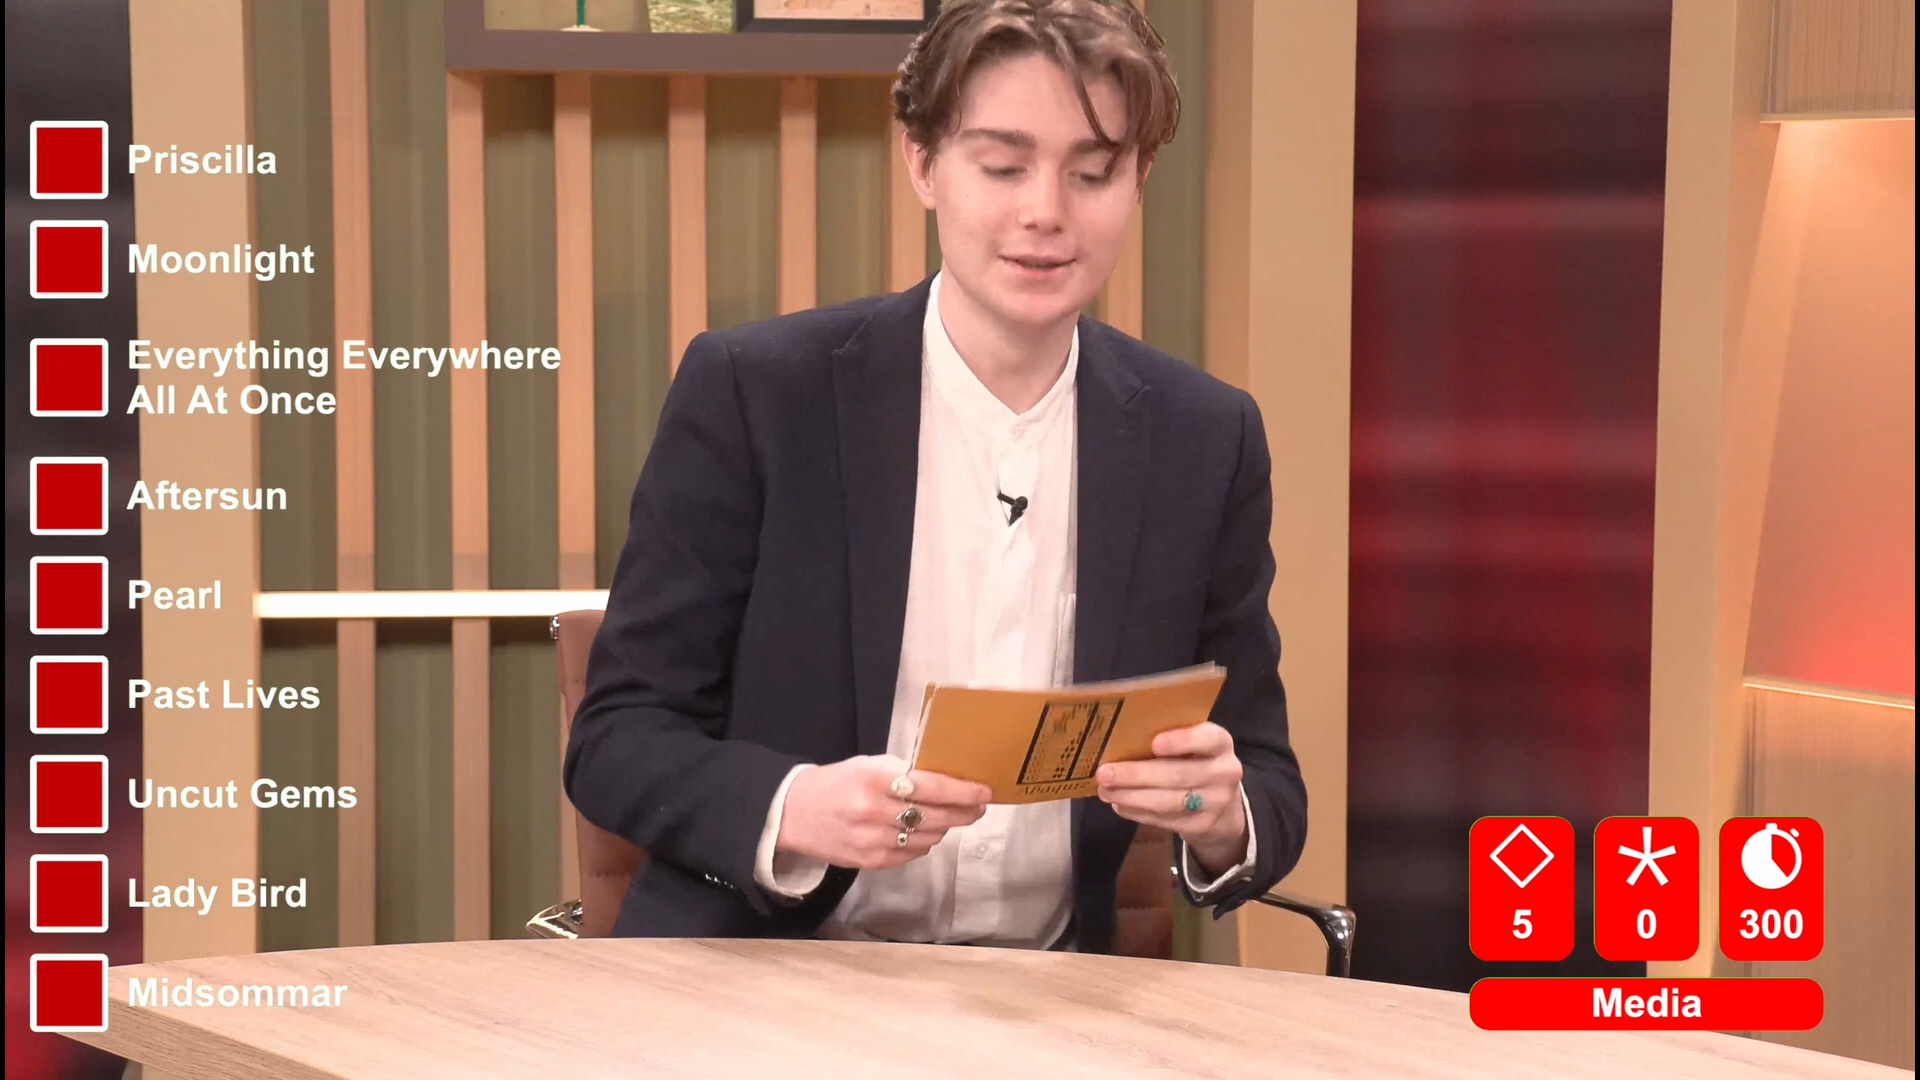 Priscilla
Moonlight
Everything Everywhere
All At Once
Aftersun
Pearl
Past Lives
Uncut Gems
Lady Bird
Midsommar
Abaquiz
5
0
300
Media